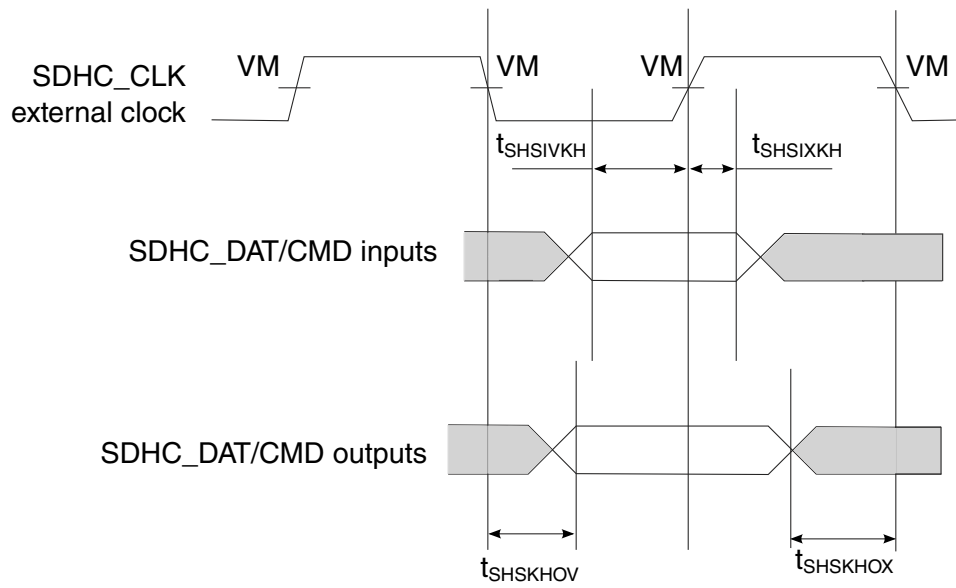 VM VM VM VM
SDHC_CLK
external clock
tSHSIVKH tSHSIXKH
SDHC_DAT/CMD inputs
SDHC_DAT/CMD outputs
tSHSKHOV tSHSKHOX